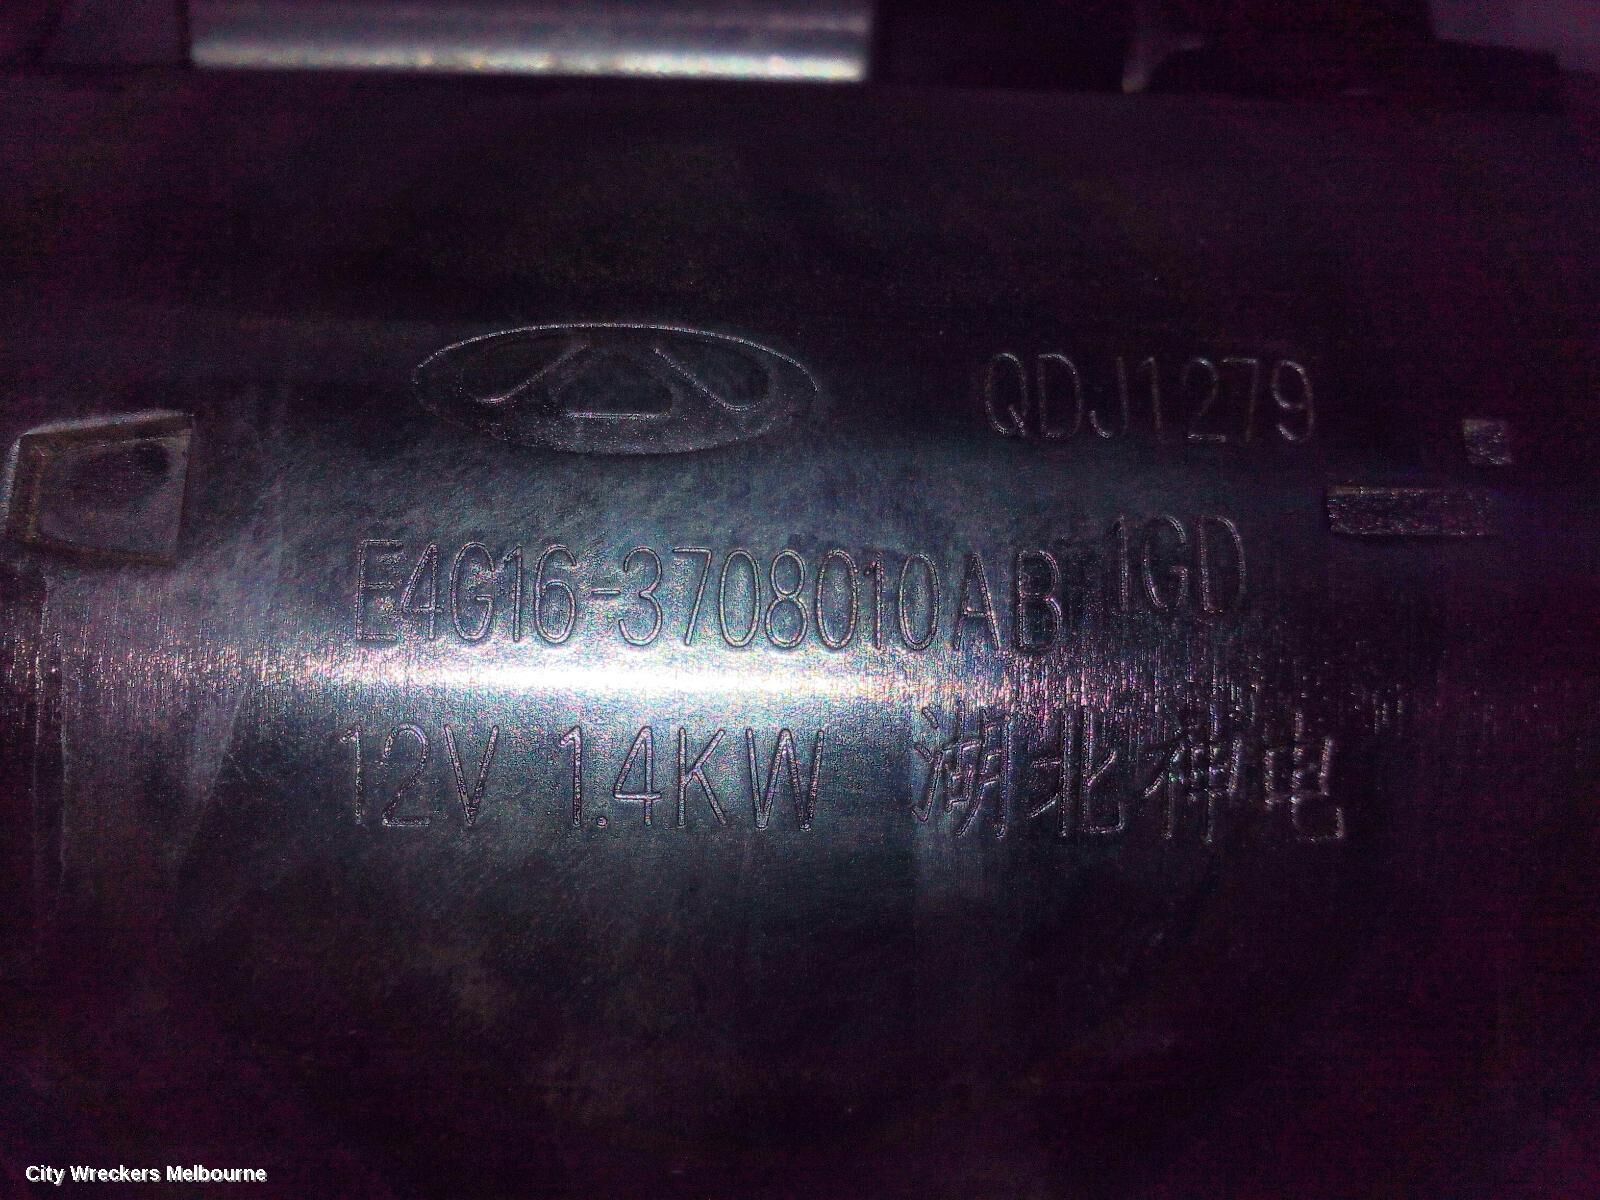 QDJ1279
E4G16-3708010AB 1GD
12V 1.4KW 湖北神电
City Wreckers Melbourne